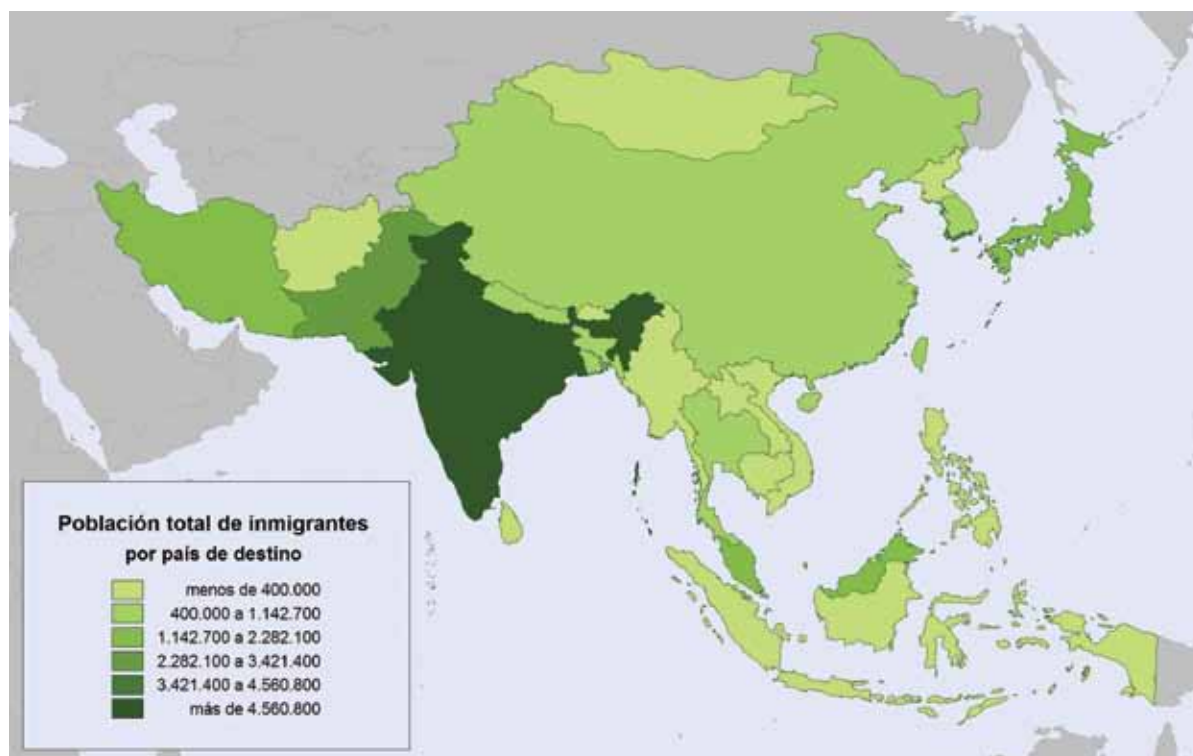 Población total de inmigrantes
por país de destino
menos de 400.000
400.000 a 1.142.700
1.142.700 a 2.282.100
2.282.100 a 3.421.400
3.421.400 a 4.560.800
más de 4.560.800